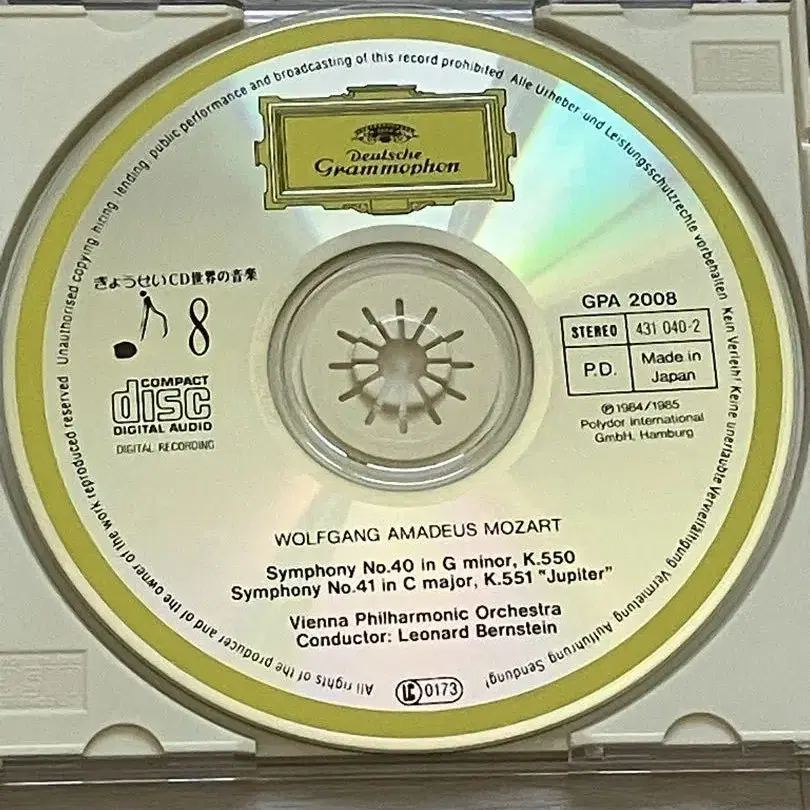 Unauthorised copying, hiring, lending, public performance and broadcasting of this record prohibited
Alle Urheber-und Leistungsschutzrechte vorbehalten Kein Verleih! Keine unerlaubte Vervielfältigung Vermietung Aufführung Sendung!
Deutsche
Grammophon
ぎょうせいCD世界の音楽
8
COMPACT
disc
DIGITAL AUDIO
DIGITAL RECORDING
GPA 2008
STEREO
431 040-2
P.D.
Made in
Japan
℗1984/1985
Polydor International
GmbH, Hamburg
WOLFGANG AMADEUS MOZART
Symphony No.40 in G minor, K.550
Symphony No.41 in C major, K.551 "Jupiter"
Vienna Philharmonic Orchestra
Conductor: Leonard Bernstein
All rights of the producer and of the owner of the work reproduced reserved
LC 0173